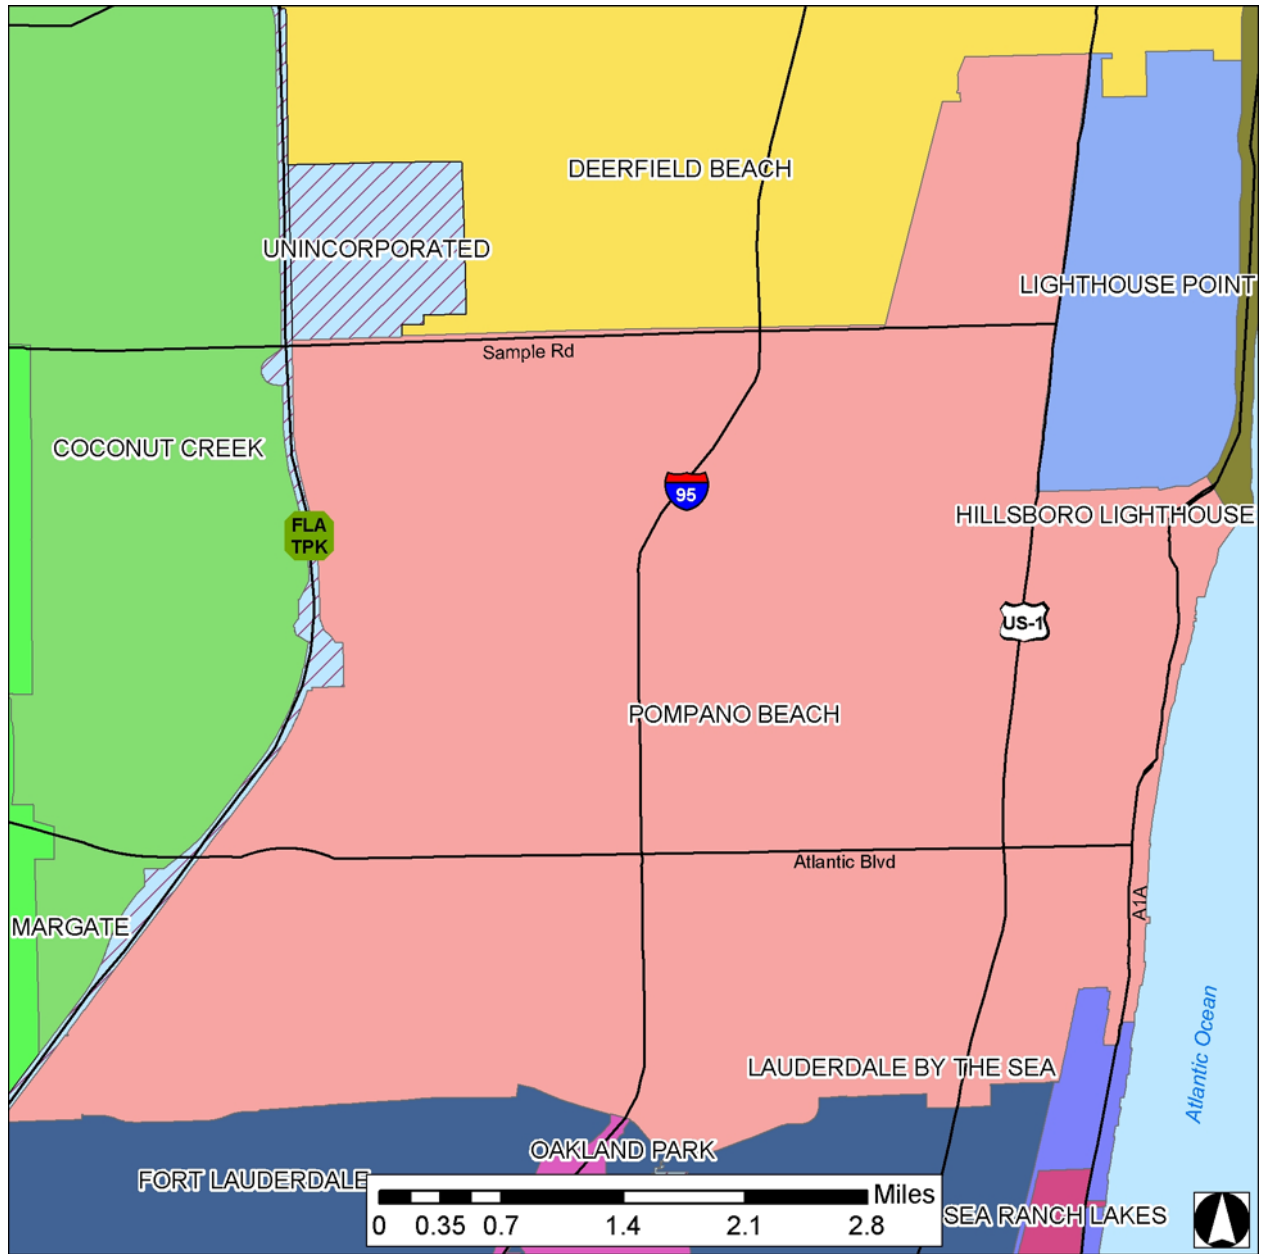 DEERFIELD BEACH
UNINCORPORATED
LIGHTHOUSE POINT
Sample Rd
COCONUT CREEK
95
HILLSBORO LIGHTHOUSE
FLA
TPK
US-1
POMPANO BEACH
Atlantic Blvd
A1A
MARGATE
Atlantic Ocean
LAUDERDALE BY THE SEA
OAKLAND PARK
FORT LAUDERDALE
Miles
0 0.35 0.7 1.4 2.1 2.8
SEA RANCH LAKES